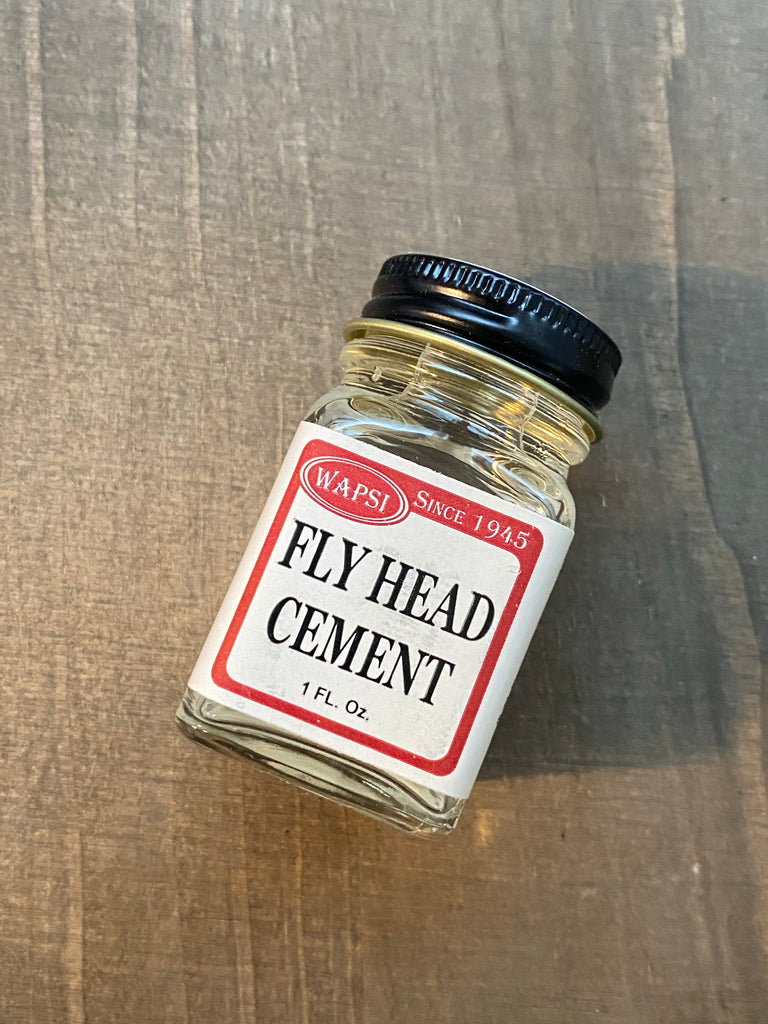 WAPSI SINCE 1945
FLY HEAD
CEMENT
1 FL. Oz.